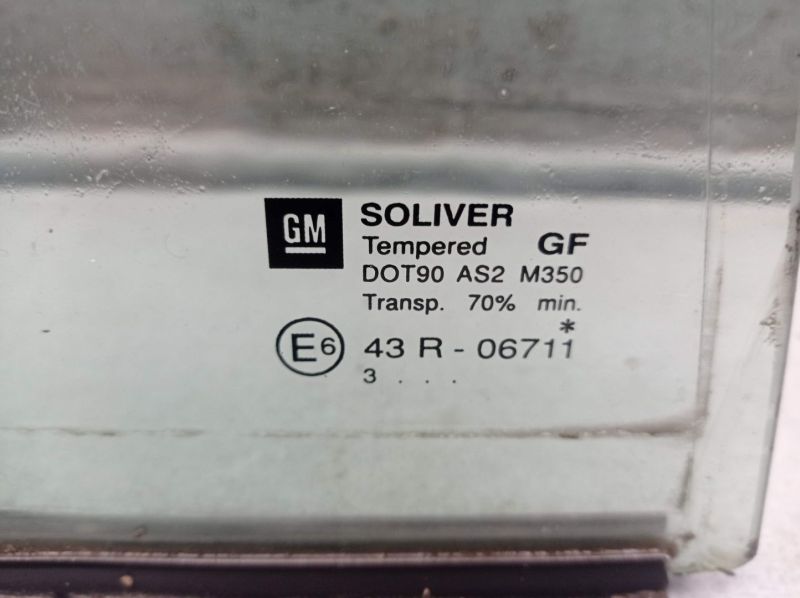 GM SOLIVER
Tempered GF
DOT90 AS2 M350
Transp. 70% min.
*
E6 43 R - 06711
3 . . .